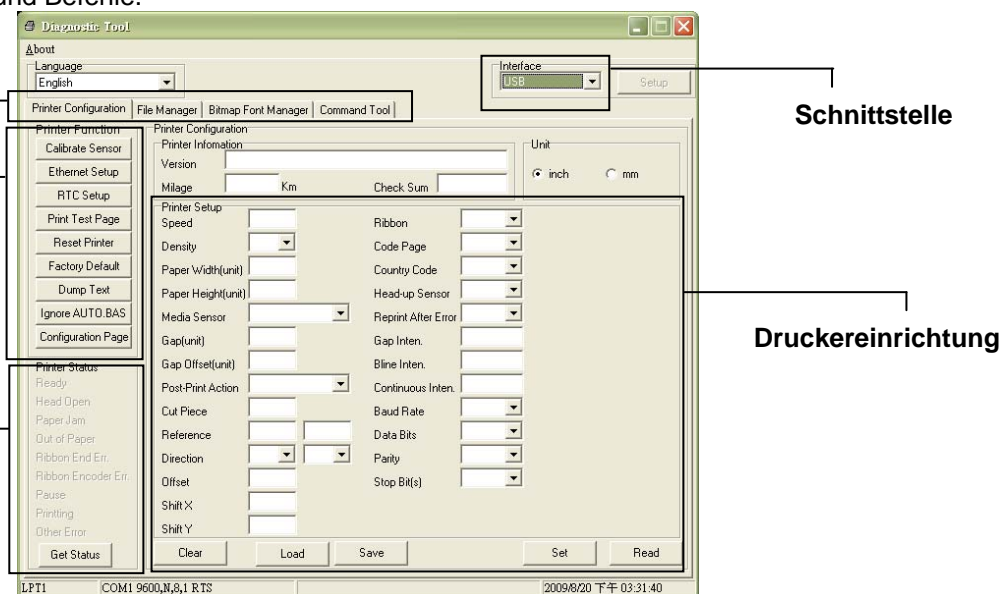 und Befehle.
Diagnostic Tool
About
Language
Interface
English
USB
Setup
Schnittstelle
Printer Configuration File Manager Bitmap Font Manager Command Tool
Printer Function
Calibrate Sensor
Ethernet Setup
RTC Setup
Print Test Page
Reset Printer
Factory Default
Dump Text
Ignore AUTO.BAS
Configuration Page
Printer Status
Ready
Head Open
Paper Jam
Out of Paper
Ribbon End Err.
Ribbon Encoder Err.
Pause
Printting
Other Error
Get Status
Printer Configuration
Printer Infomation
Version
Milage Km Check Sum
Unit
inch mm
Printer Setup
Speed Ribbon
Density Code Page
Paper Width(unit) Country Code
Paper Height(unit) Head-up Sensor
Media Sensor Reprint After Error
Gap(unit) Gap Inten.
Gap Offset(unit) Bline Inten.
Post-Print Action Continuous Inten.
Cut Piece Baud Rate
Reference Data Bits
Direction Parity
Offset Stop Bit(s)
Shift X
Shift Y
Clear Load Save Set Read
Druckereinrichtung
LPT1 COM1 9600,N,8,1 RTS 2009/8/20 下午 03:31:40